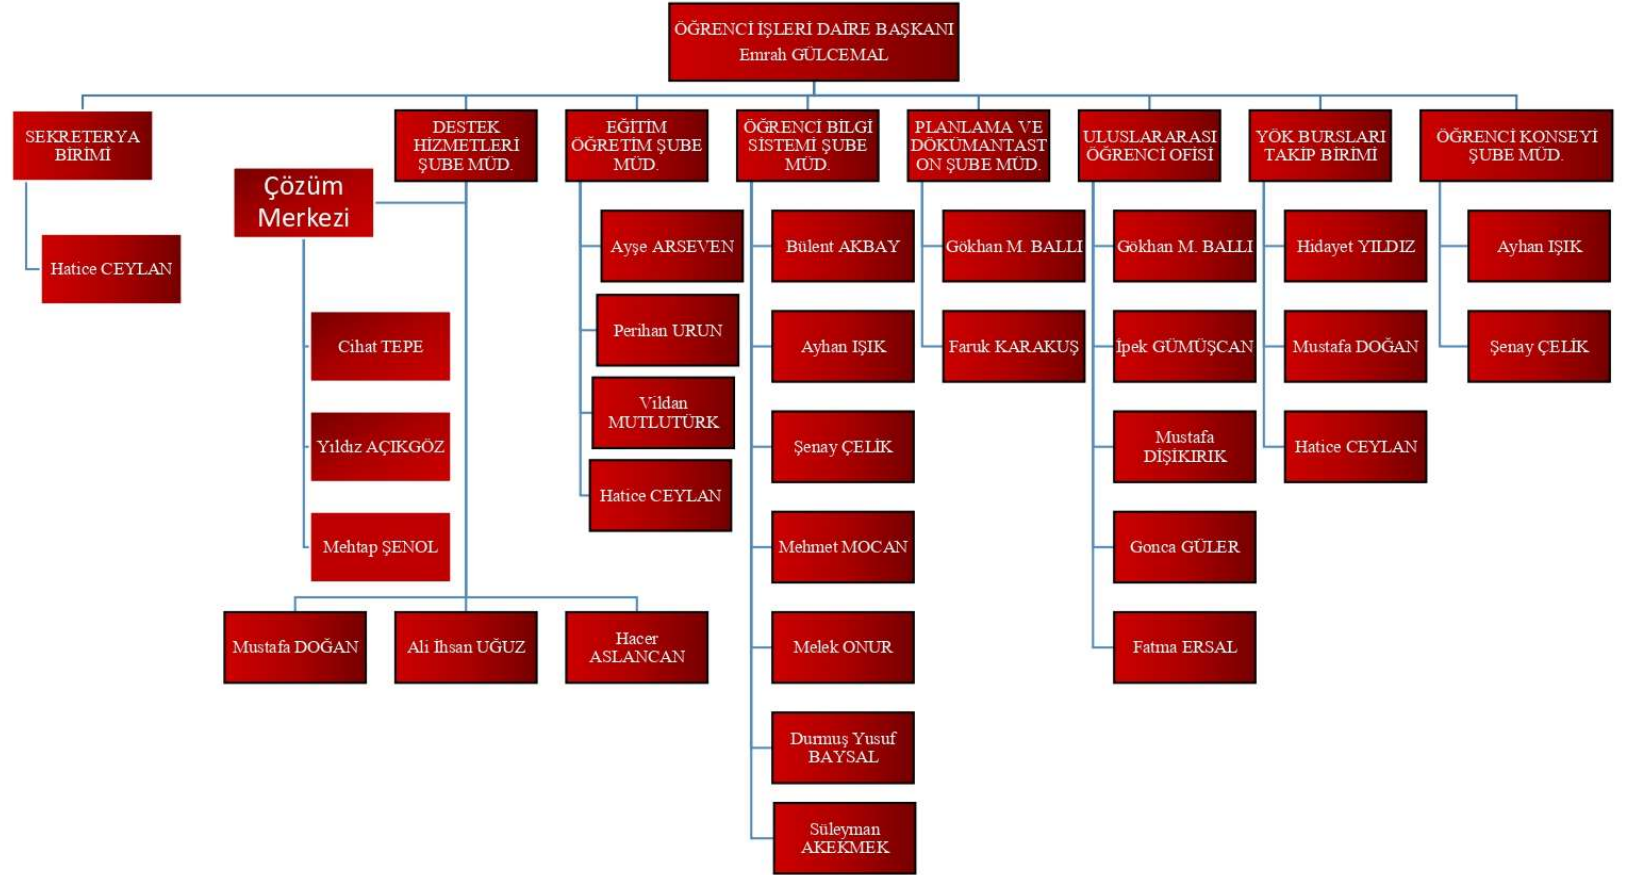 ÖĞRENCİ İŞLERİ DAİRE BAŞKANI
Emrah GÜLCEMAL
SEKRETERYA
BİRİMİ
Hatice CEYLAN
DESTEK
HİZMETLERİ
ŞUBE MÜD.
Çözüm
Merkezi
Cihat TEPE
Yıldız AÇIKGÖZ
Mehtap ŞENOL
Mustafa DOĞAN
Ali İhsan UĞUZ
Hacer
ASLANCAN
EĞİTİM
ÖĞRETİM ŞUBE
MÜD.
Ayşe ARSEVEN
Perihan URUN
Vildan
MUTLUTÜRK
Hatice CEYLAN
ÖĞRENCİ BİLGİ
SİSTEMİ ŞUBE
MÜD.
Bülent AKBAY
Ayhan IŞIK
Şenay ÇELİK
Mehmet MOCAN
Melek ONUR
Durmuş Yusuf
BAYSAL
Süleyman
AKEKMEK
PLANLAMA VE
DÖKÜMANTAST
ON ŞUBE MÜD.
Gökhan M. BALLI
Faruk KARAKUŞ
ULUSLARARASI
ÖĞRENCİ OFİSİ
Gökhan M. BALLI
İpek GÜMÜŞCAN
Mustafa
DİŞİKIRIK
Gonca GÜLER
Fatma ERSAL
YÖK BURSLARI
TAKİP BİRİMİ
Hidayet YILDIZ
Mustafa DOĞAN
Hatice CEYLAN
ÖĞRENCİ KONSEYİ
ŞUBE MÜD.
Ayhan IŞIK
Şenay ÇELİK